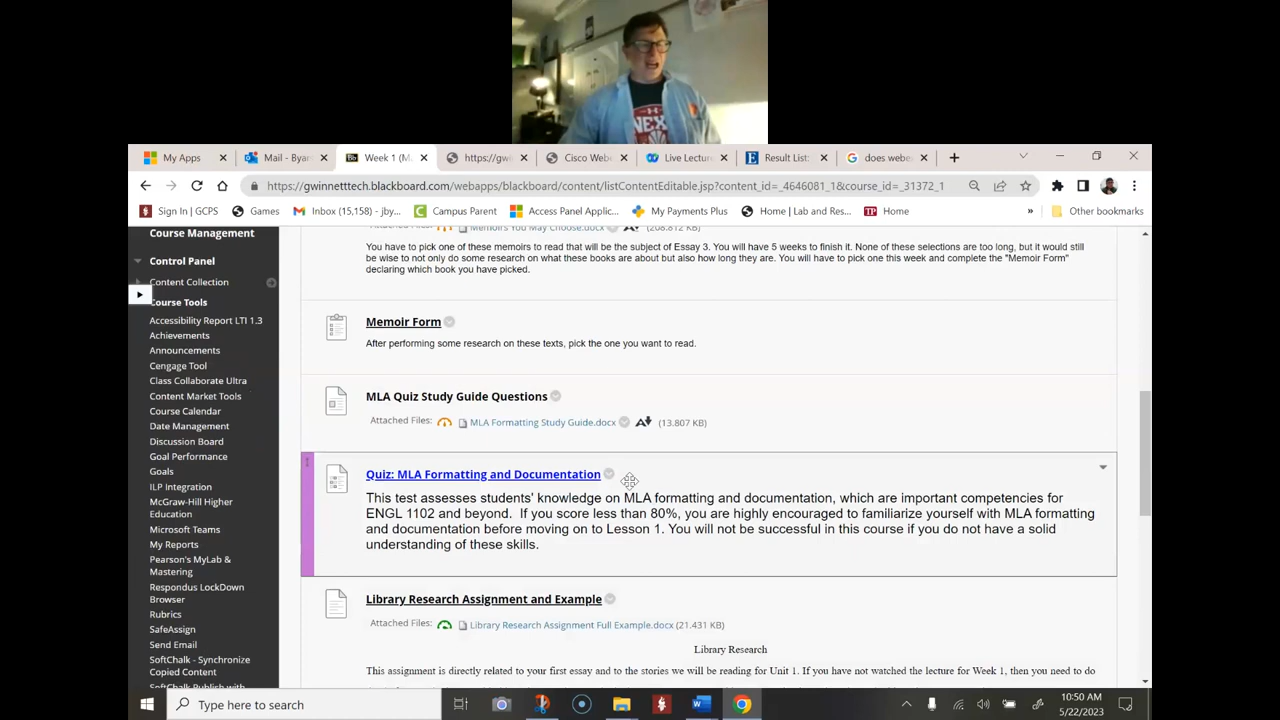 NEX
My Apps
Mail - Byar
Week 1 (M
https://gwi
Cisco Web
Live Lectur
Result List:
does webe
https://gwinnetttech.blackboard.com/webapps/blackboard/content/listContentEditable.jsp?content_id=_4646081_1&course_id=_31372_1
Sign In | GCPS
Games
Inbox (15,158) - jby...
Campus Parent
Access Panel Applic...
My Payments Plus
Home | Lab and Res...
TP Home
»
Other bookmarks
Course Management
Control Panel
Content Collection
Course Tools
Accessibility Report LTI 1.3
Achievements
Announcements
Cengage Tool
Class Collaborate Ultra
Content Market Tools
Course Calendar
Date Management
Discussion Board
Goal Performance
Goals
ILP Integration
McGraw-Hill Higher
Education
Microsoft Teams
My Reports
Pearson's MyLab &
Mastering
Respondus LockDown
Browser
Rubrics
SafeAssign
Send Email
SoftChalk - Synchronize
Copied Content
SoftChalk Publish with
Attached Files: Memoirs You May Choose.docx (208.812 KB)
You have to pick one of these memoirs to read that will be the subject of Essay 3. You will have 5 weeks to finish it. None of these selections are too long, but it would still
be wise to not only do some research on what these books are about but also how long they are. You will have to pick one this week and complete the "Memoir Form"
declaring which book you have picked.
Memoir Form
After performing some research on these texts, pick the one you want to read.
MLA Quiz Study Guide Questions
Attached Files: MLA Formatting Study Guide.docx A (13.807 KB)
Quiz: MLA Formatting and Documentation
This test assesses students' knowledge on MLA formatting and documentation, which are important competencies for
ENGL 1102 and beyond. If you score less than 80%, you are highly encouraged to familiarize yourself with MLA formatting
and documentation before moving on to Lesson 1. You will not be successful in this course if you do not have a solid
understanding of these skills.
Library Research Assignment and Example
Attached Files: Library Research Assignment Full Example.docx (21.431 KB)
Library Research
This assignment is directly related to your first essay and to the stories we will be reading for Unit 1. If you have not watched the lecture for Week 1, then you need to do
Type here to search
10:50 AM
5/22/2023